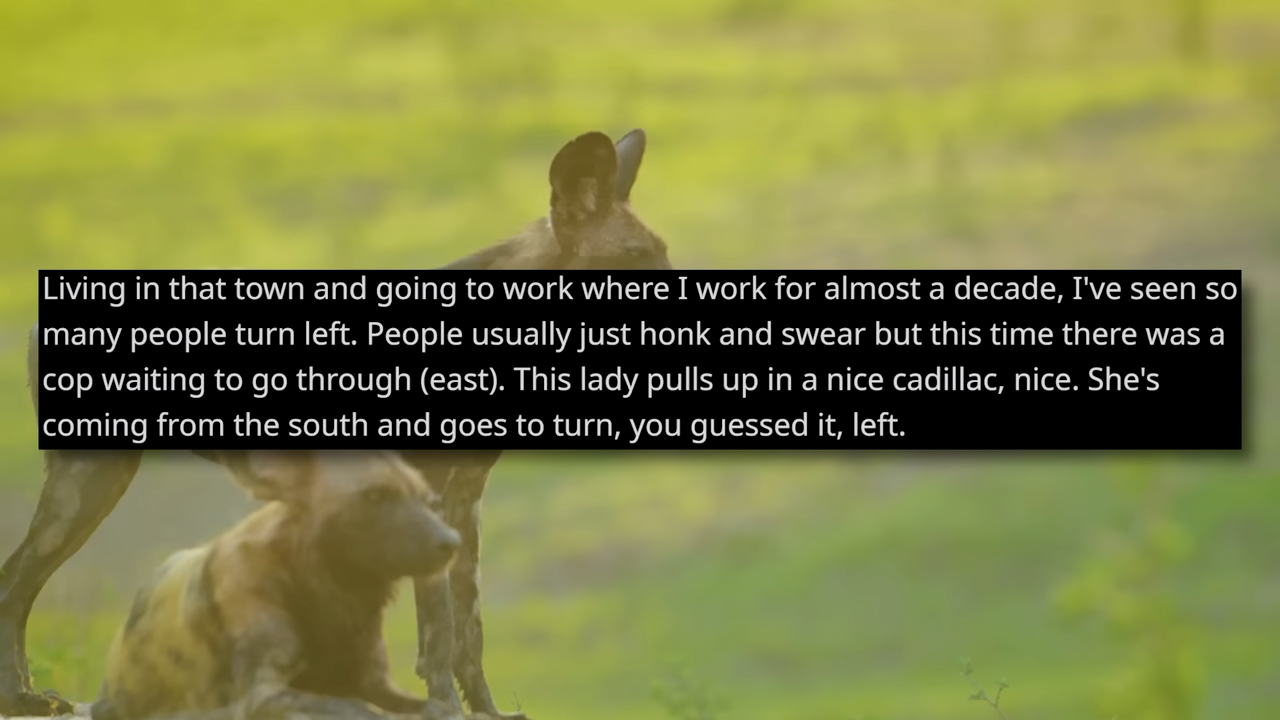 Living in that town and going to work where I work for almost a decade, I've seen so
many people turn left. People usually just honk and swear but this time there was a
cop waiting to go through (east). This lady pulls up in a nice cadillac, nice. She's
coming from the south and goes to turn, you guessed it, left.